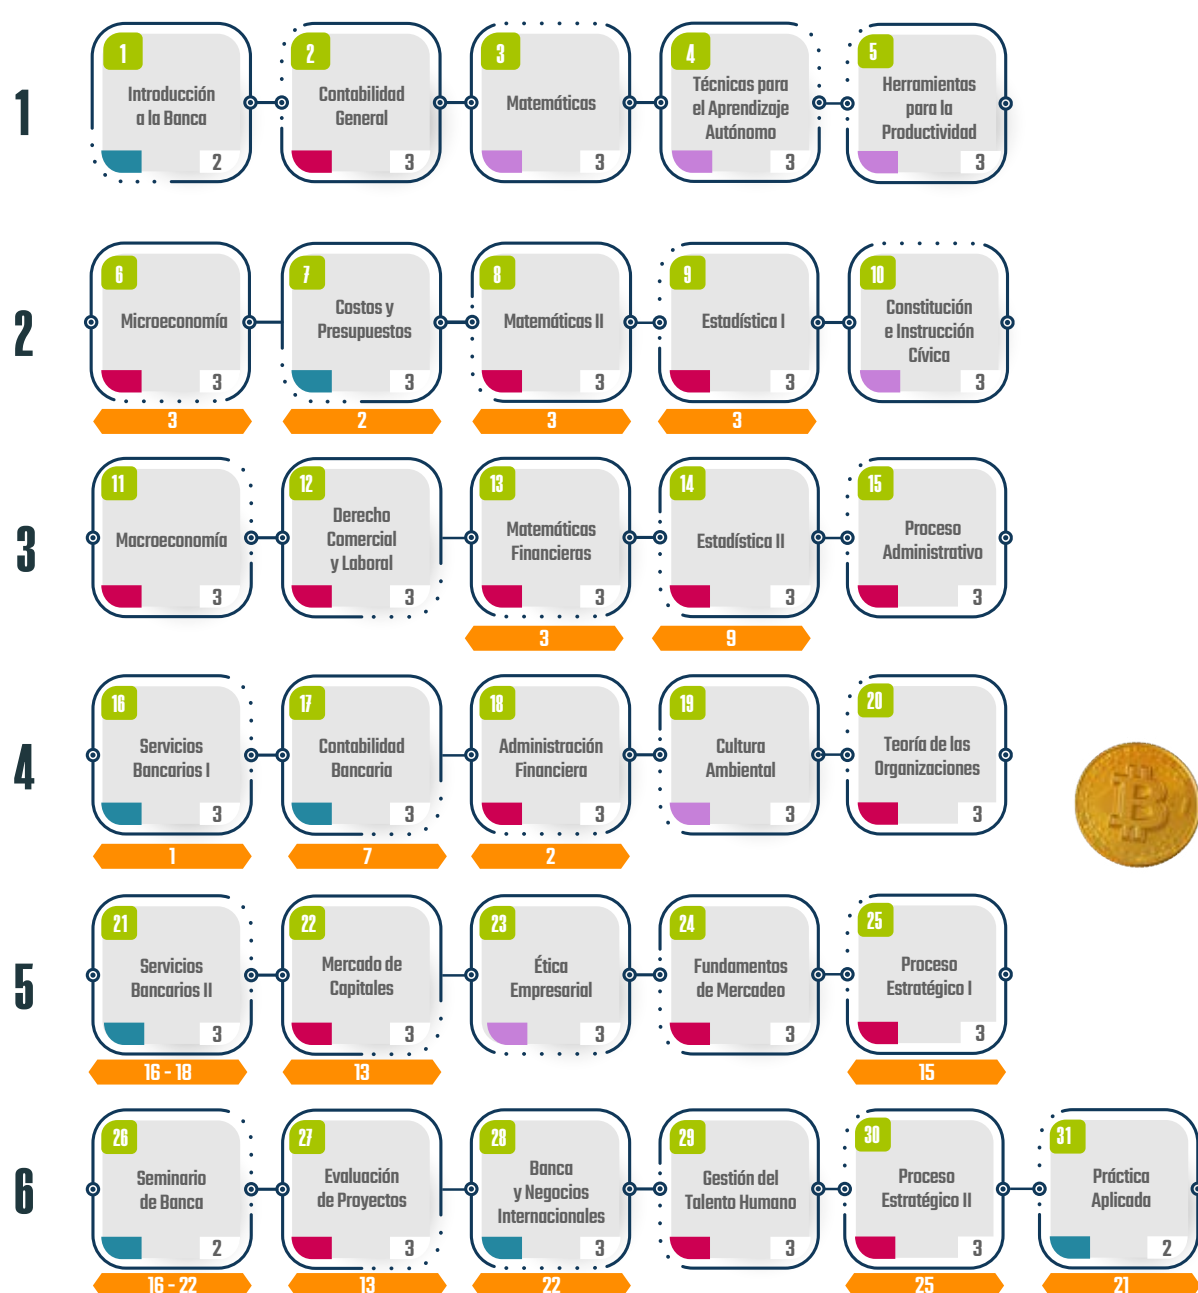 1
1
Introducción
a la Banca
2
2
Contabilidad
General
3
3
Matemáticas
3
4
Técnicas para
el Aprendizaje
Autónomo
3
5
Herramientas
para la
Productividad
3
2
6
Microeconomía
3
3
7
Costos y
Presupuestos
3
2
8
Matemáticas II
3
3
9
Estadística I
3
3
10
Constitución
e Instrucción
Cívica
3
3
11
Macroeconomía
3
12
Derecho
Comercial
y Laboral
3
13
Matemáticas
Financieras
3
3
14
Estadística II
3
9
15
Proceso
Administrativo
3
4
16
Servicios
Bancarios I
3
1
17
Contabilidad
Bancaria
3
7
18
Administración
Financiera
3
2
19
Cultura
Ambiental
3
20
Teoría de las
Organizaciones
3
B
5
21
Servicios
Bancarios II
3
16 - 18
22
Mercado de
Capitales
3
13
23
Ética
Empresarial
3
24
Fundamentos
de Mercadeo
3
25
Proceso
Estratégico I
3
15
6
26
Seminario
de Banca
2
16 - 22
27
Evaluación
de Proyectos
3
13
28
Banca
y Negocios
Internacionales
3
22
29
Gestión del
Talento Humano
3
30
Proceso
Estratégico II
3
25
31
Práctica
Aplicada
2
21